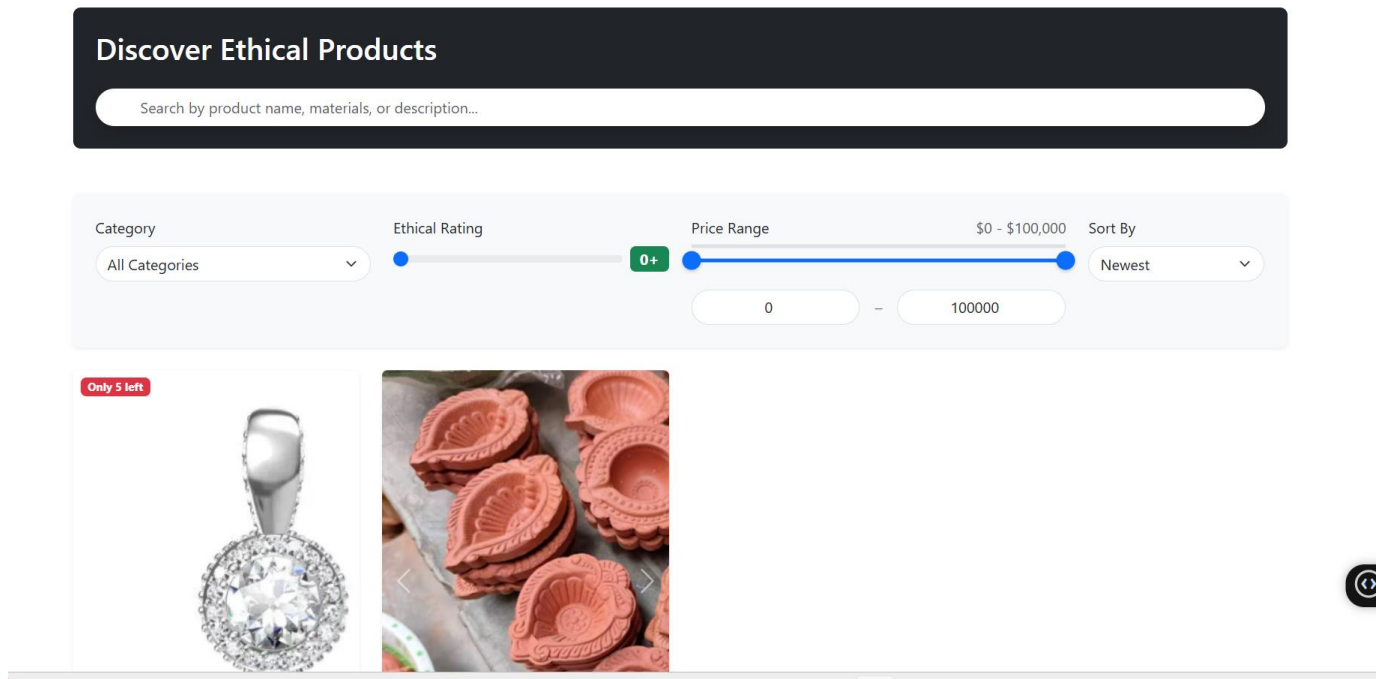 Discover Ethical Products
Search by product name, materials, or description...
Category
Ethical Rating
Price Range
$0 - $100,000
Sort By
All Categories
0+
Newest
0
–
100000
Only 5 left